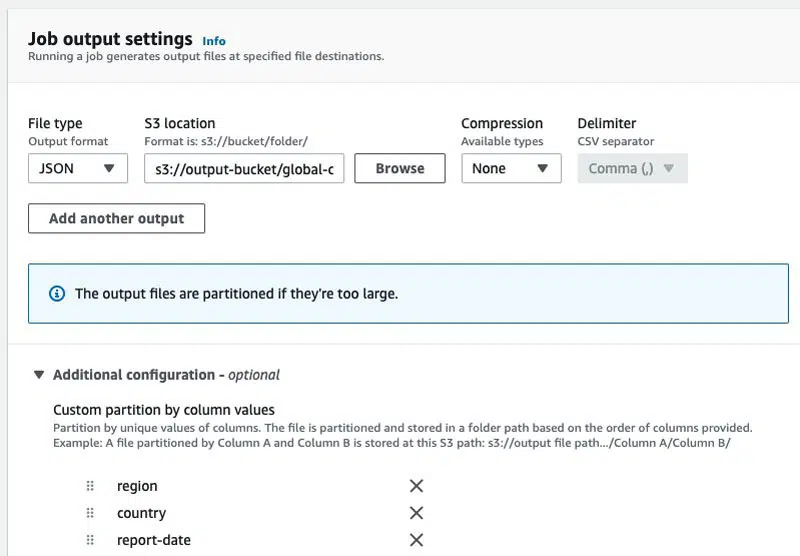 Job output settings Info
Running a job generates output files at specified file destinations.
File type S3 location Compression Delimiter
Output format Format is: s3://bucket/folder/ Available types CSV separator
JSON s3://output-bucket/global-c Browse None Comma (,)
Add another output
The output files are partitioned if they're too large.
Additional configuration - optional
Custom partition by column values
Partition by unique values of columns. The file is partitioned and stored in a folder path based on the order of columns provided.
Example: A file partitioned by Column A and Column B is stored at this S3 path: s3://output file path.../Column A/Column B/
region
country
report-date